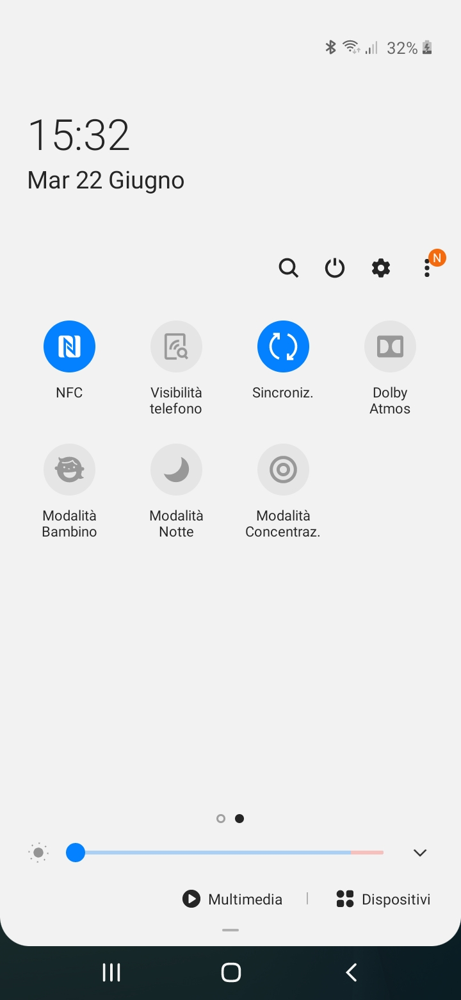 32%
15:32
Mar 22 Giugno
N
NFC
Visibilità
telefono
Sincroniz.
Dolby
Atmos
Modalità
Bambino
Modalità
Notte
Modalità
Concentraz.
Multimedia
Dispositivi